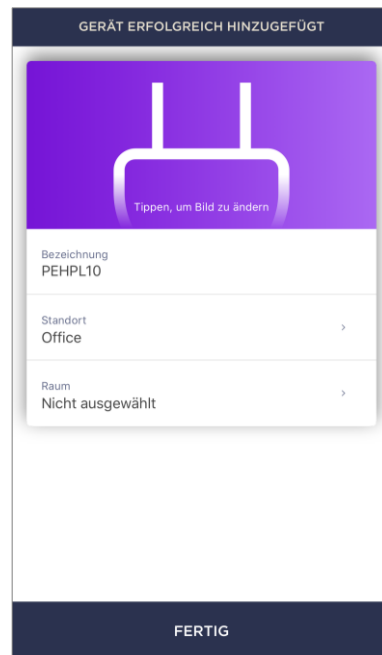 GERÄT ERFOLGREICH HINZUGEFÜGT
Tippen, um Bild zu ändern
Bezeichnung
PEHPL10
Standort
Office
Raum
Nicht ausgewählt
FERTIG